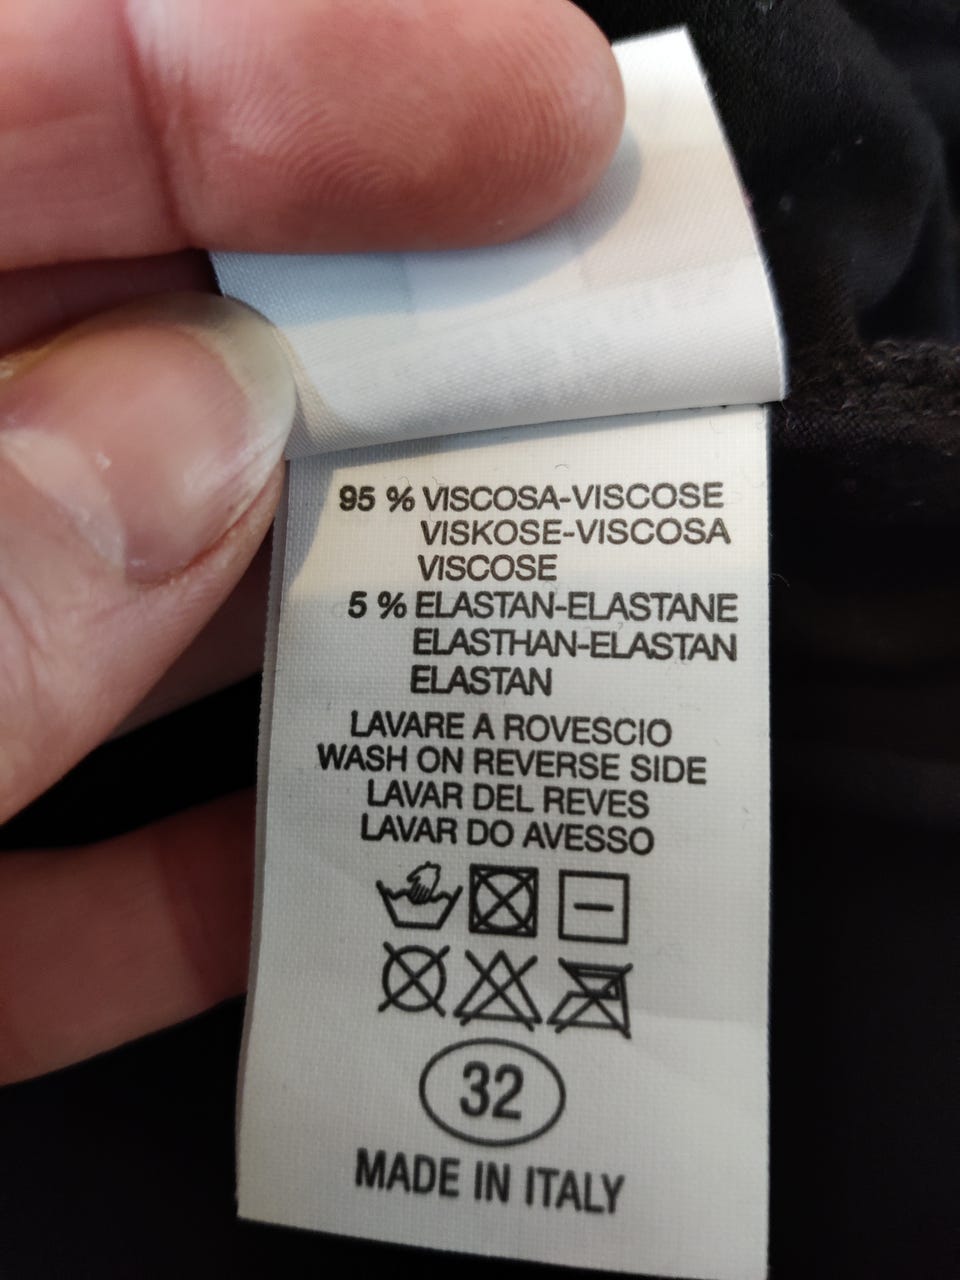 95 % VISCOSA-VISCOSE
VISKOSE-VISCOSA
VISCOSE
5 % ELASTAN-ELASTANE
ELASTHAN-ELASTAN
ELASTAN
LAVARE A ROVESCIO
WASH ON REVERSE SIDE
LAVAR DEL REVES
LAVAR DO AVESSO
32
MADE IN ITALY